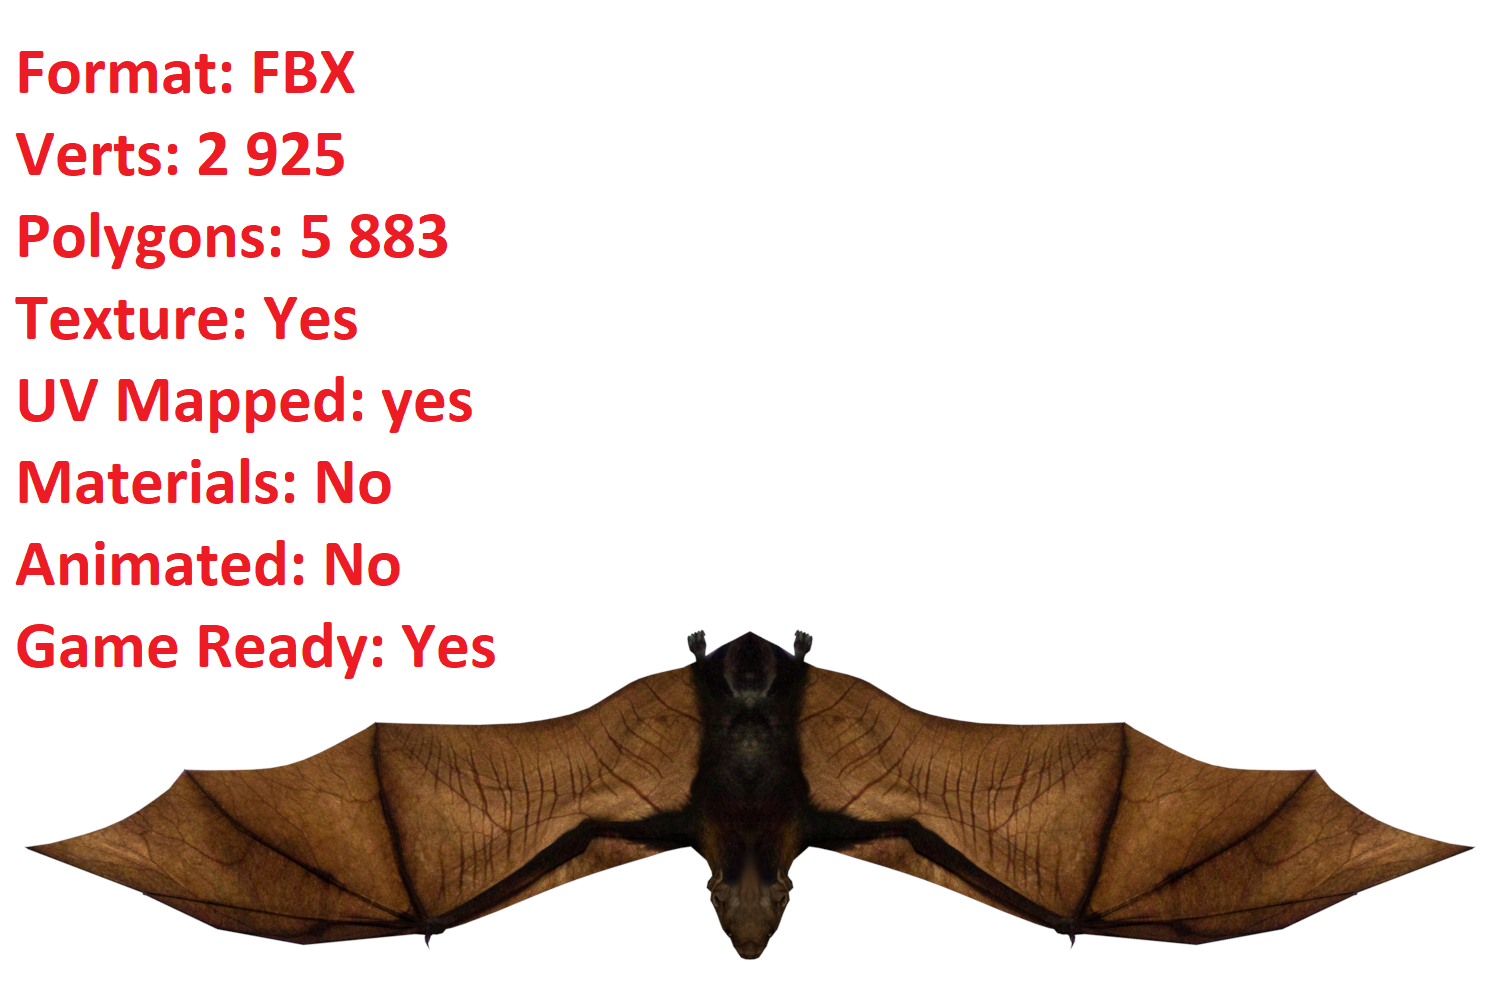 Format: FBX
Verts: 2 925
Polygons: 5 883
Texture: Yes
UV Mapped: yes
Materials: No
Animated: No
Game Ready: Yes